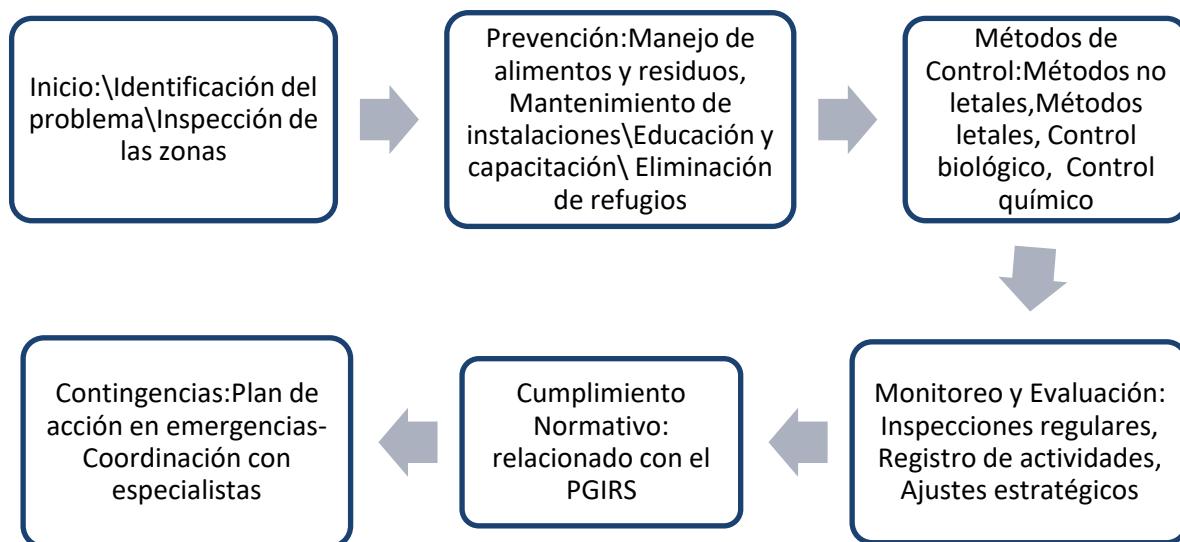 Inicio:\Identificación del
problema\Inspección de
las zonas
Prevención:Manejo de
alimentos y residuos,
Mantenimiento de
instalaciones\Educación y
capacitación\ Eliminación
de refugios
Métodos de
Control:Métodos no
letales,Métodos
letales, Control
biológico,  Control
químico
Monitoreo y Evaluación:
Inspecciones regulares,
Registro de actividades,
Ajustes estratégicos
Cumplimiento
Normativo:
relacionado con el
PGIRS
Contingencias:Plan de
acción en emergencias-
Coordinación con
especialistas